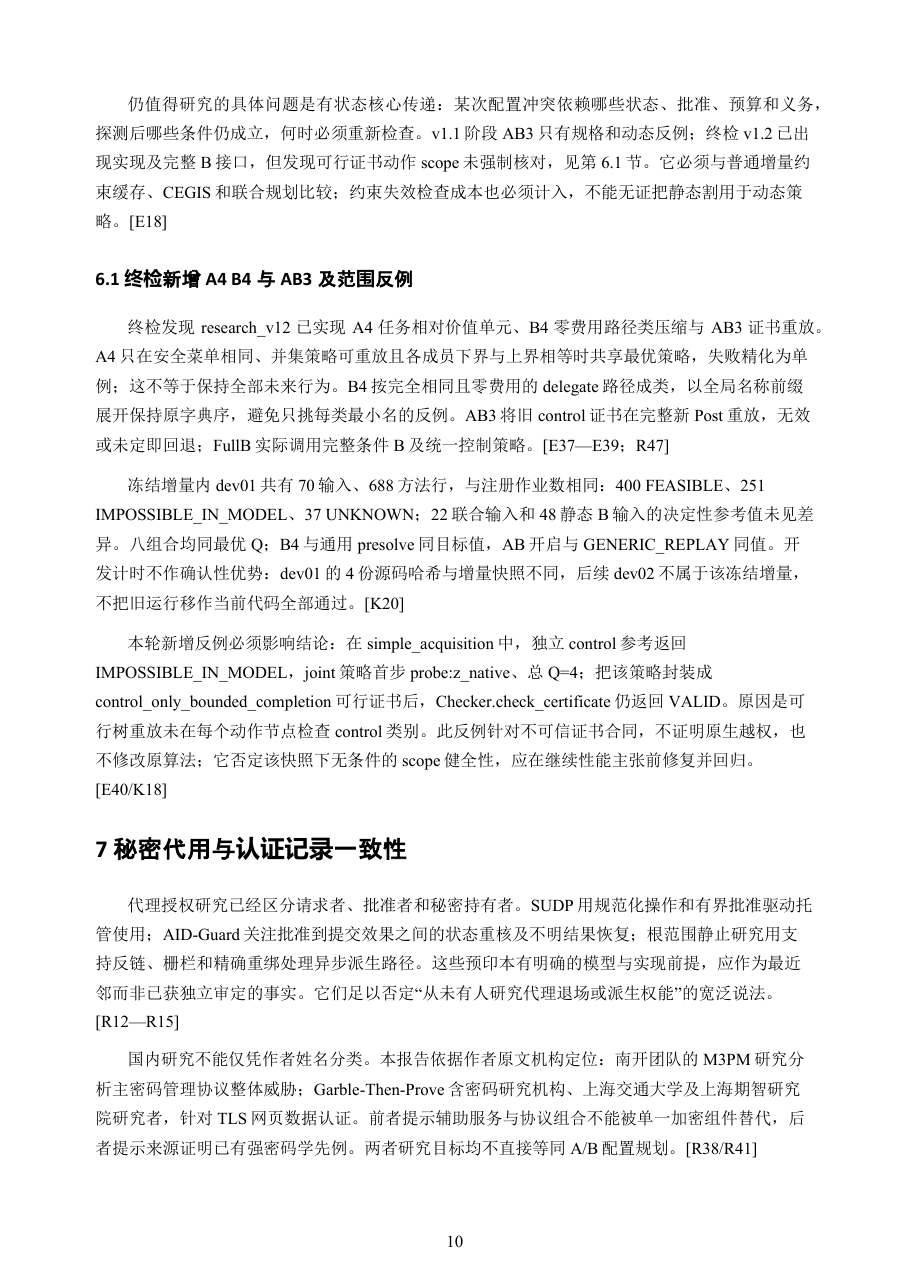 仍值得研究的具体问题是有状态核心传递：某次配置冲突依赖哪些状态、批准、预算和义务，
探测后哪些条件仍成立，何时必须重新检查。v1.1 阶段 AB3 只有规格和动态反例；终检 v1.2 已出
现实现及完整 B 接口，但发现可行证书动作 scope 未强制核对，见第 6.1 节。它必须与普通增量约
束缓存、CEGIS 和联合规划比较；约束失效检查成本也必须计入，不能无证把静态割用于动态策
略。[E18]
6.1 终检新增 A4 B4 与 AB3 及范围反例
终检发现 research_v12 已实现 A4 任务相对价值单元、B4 零费用路径类压缩与 AB3 证书重放。
A4 只在安全菜单相同、并集策略可重放且各成员下界与上界相等时共享最优策略，失败精化为单
例；这不等于保持全部未来行为。B4 按完全相同且零费用的 delegate 路径成类，以全局名称前缀
展开保持原字典序，避免只挑每类最小名的反例。AB3 将旧 control 证书在完整新 Post 重放，无效
或未定即回退；FullB 实际调用完整条件 B 及统一控制策略。[E37—E39；R47]
冻结增量内 dev01 共有 70 输入、688 方法行，与注册作业数相同：400 FEASIBLE、251
IMPOSSIBLE_IN_MODEL、37 UNKNOWN；22 联合输入和 48 静态 B 输入的决定性参考值未见差
异。八组合均同最优 Q；B4 与通用 presolve 同目标值，AB 开启与 GENERIC_REPLAY 同值。开
发计时不作确认性优势：dev01 的 4 份源码哈希与增量快照不同，后续 dev02 不属于该冻结增量，
不把旧运行移作当前代码全部通过。[K20]
本轮新增反例必须影响结论：在 simple_acquisition 中，独立 control 参考返回
IMPOSSIBLE_IN_MODEL，joint 策略首步 probe:z_native、总 Q=4；把该策略封装成
control_only_bounded_completion 可行证书后，Checker.check_certificate 仍返回 VALID。原因是可
行树重放未在每个动作节点检查 control 类别。此反例针对不可信证书合同，不证明原生越权，也
不修改原算法；它否定该快照下无条件的 scope 健全性，应在继续性能主张前修复并回归。
[E40/K18]
7 秘密代用与认证记录一致性
代理授权研究已经区分请求者、批准者和秘密持有者。SUDP 用规范化操作和有界批准驱动托
管使用；AID-Guard 关注批准到提交效果之间的状态重核及不明结果恢复；根范围静止研究用支
持反链、栅栏和精确重绑处理异步派生路径。这些预印本有明确的模型与实现前提，应作为最近
邻而非已获独立审定的事实。它们足以否定“从未有人研究代理退场或派生权能”的宽泛说法。
[R12—R15]
国内研究不能仅凭作者姓名分类。本报告依据作者原文机构定位：南开团队的 M3PM 研究分
析主密码管理协议整体威胁；Garble-Then-Prove 含密码研究机构、上海交通大学及上海期智研究
院研究者，针对 TLS 网页数据认证。前者提示辅助服务与协议组合不能被单一加密组件替代，后
者提示来源证明已有强密码学先例。两者研究目标均不直接等同 A/B 配置规划。[R38/R41]
10